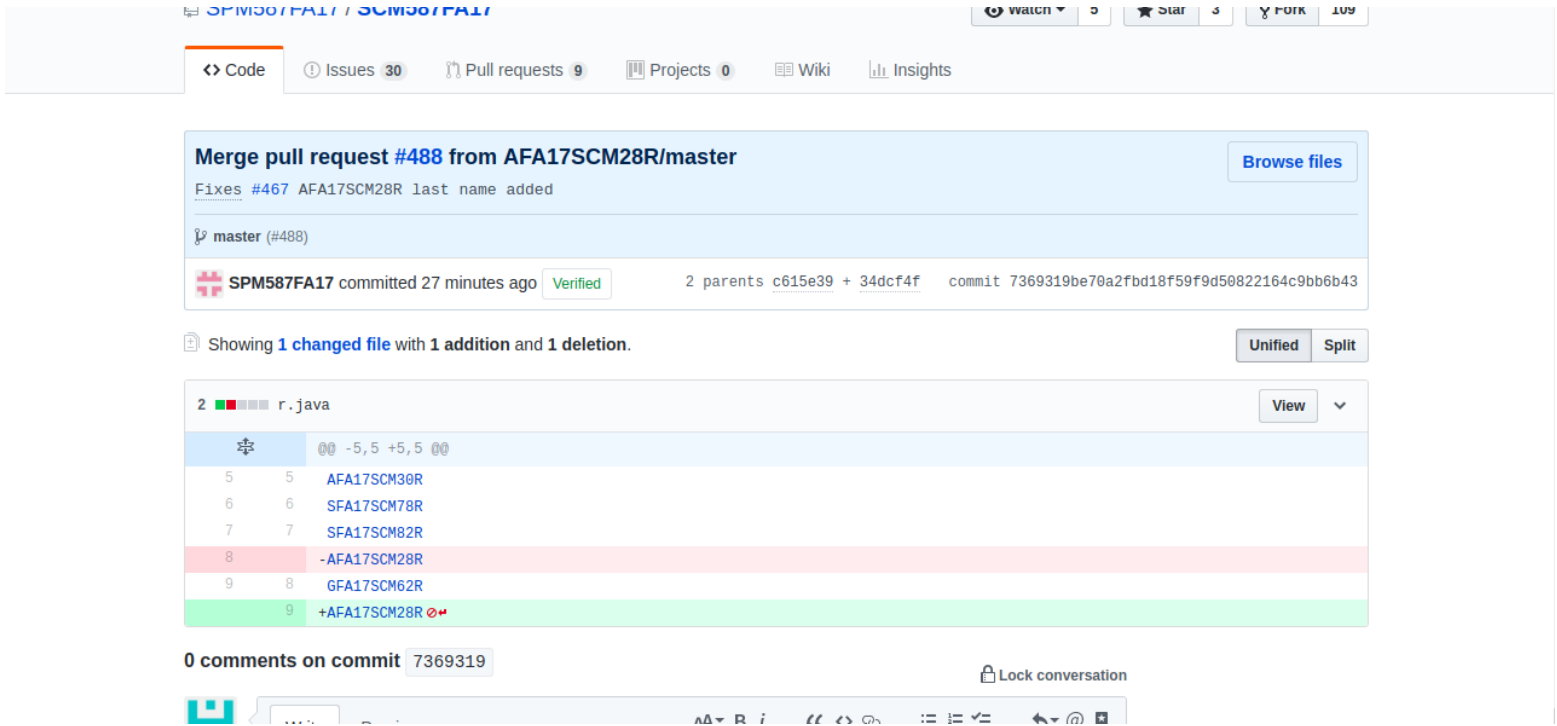 SPM587FA17 / SCM587FA17
Watch 5 Star 3 Fork 109
Code Issues 30 Pull requests 9 Projects 0 Wiki Insights
Merge pull request #488 from AFA17SCM28R/master
Browse files
Fixes #467 AFA17SCM28R last name added
master (#488)
SPM587FA17 committed 27 minutes ago Verified 2 parents c615e39 + 34dcf4f commit 7369319be70a2fbd18f59f9d50822164c9bb6b43
Showing 1 changed file with 1 addition and 1 deletion.
Unified Split
2 r.java
View
@@ -5,5 +5,5 @@
5 5 AFA17SCM30R
6 6 SFA17SCM78R
7 7 SFA17SCM82R
8 -AFA17SCM28R
9 8 GFA17SCM62R
9 +AFA17SCM28R
0 comments on commit 7369319
Lock conversation
AA B i